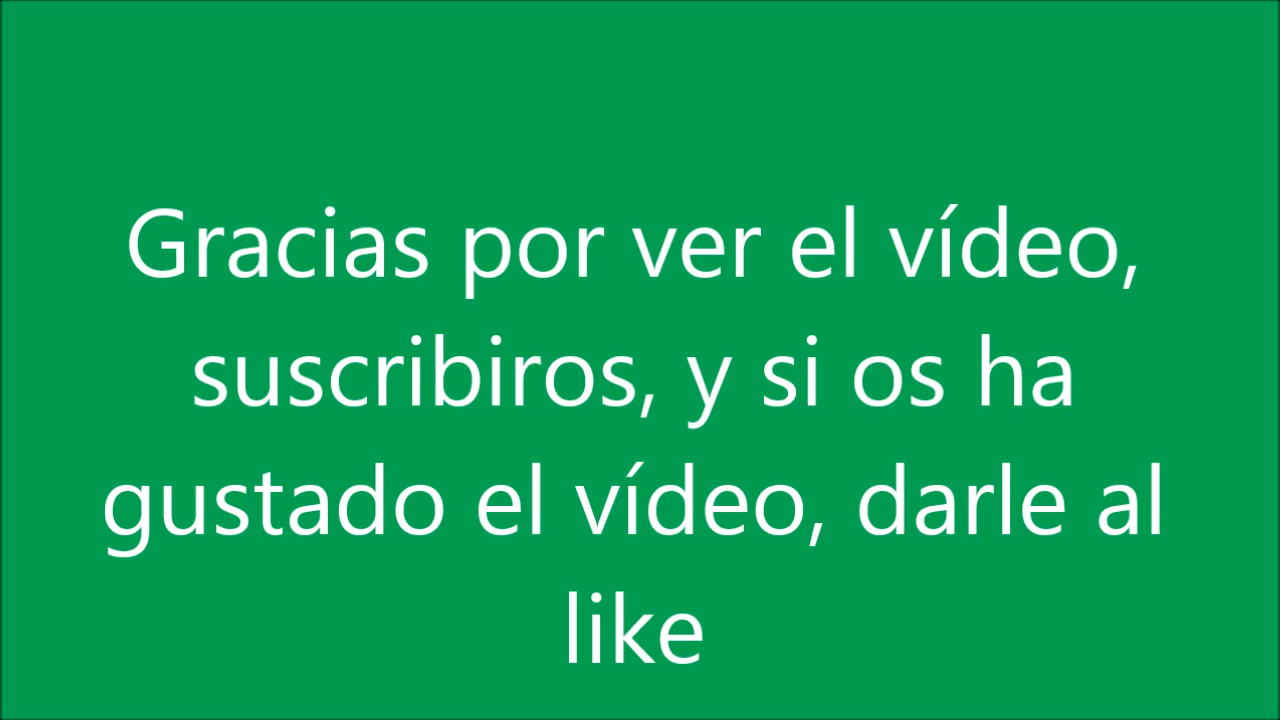 Gracias por ver el vídeo,
suscribiros, y si os ha
gustado el vídeo, darle al
like